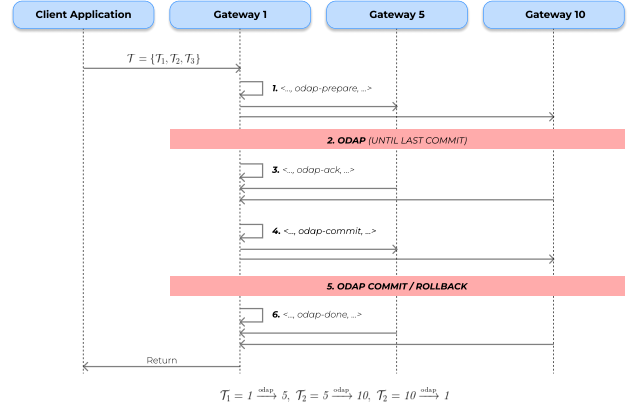 Client Application Gateway 1 Gateway 5 Gateway 10
𝒯 = {𝒯₁, 𝒯₂, 𝒯₃}
1. <..., odap-prepare, ...>
2. ODAP (UNTIL LAST COMMIT)
3. <..., odap-ack, ...>
4. <..., odap-commit, ...>
5. ODAP COMMIT / ROLLBACK
6. <.., odap-done, ...>
Return
𝒯₁ = 1 odap⟶ 5, 𝒯₂ = 5 odap⟶ 10, 𝒯₂ = 10 odap⟶ 1